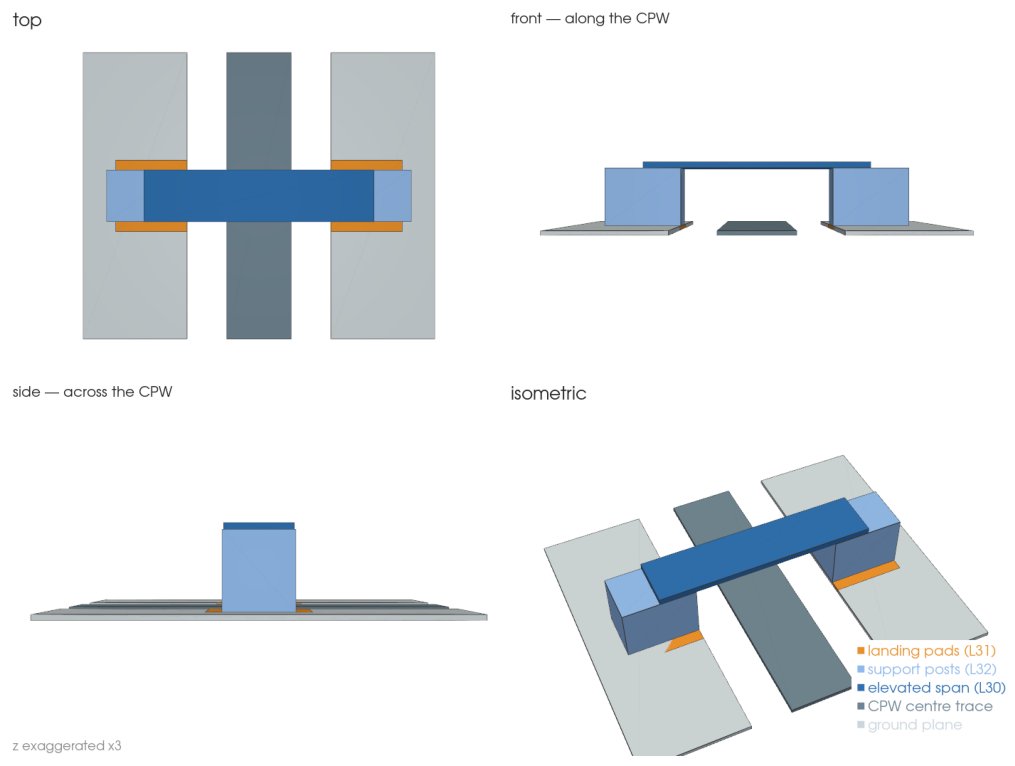 top
front — along the CPW
side — across the CPW
isometric
landing pads (L31)
support posts (L32)
elevated span (L30)
CPW centre trace
ground plane
z exaggerated x3